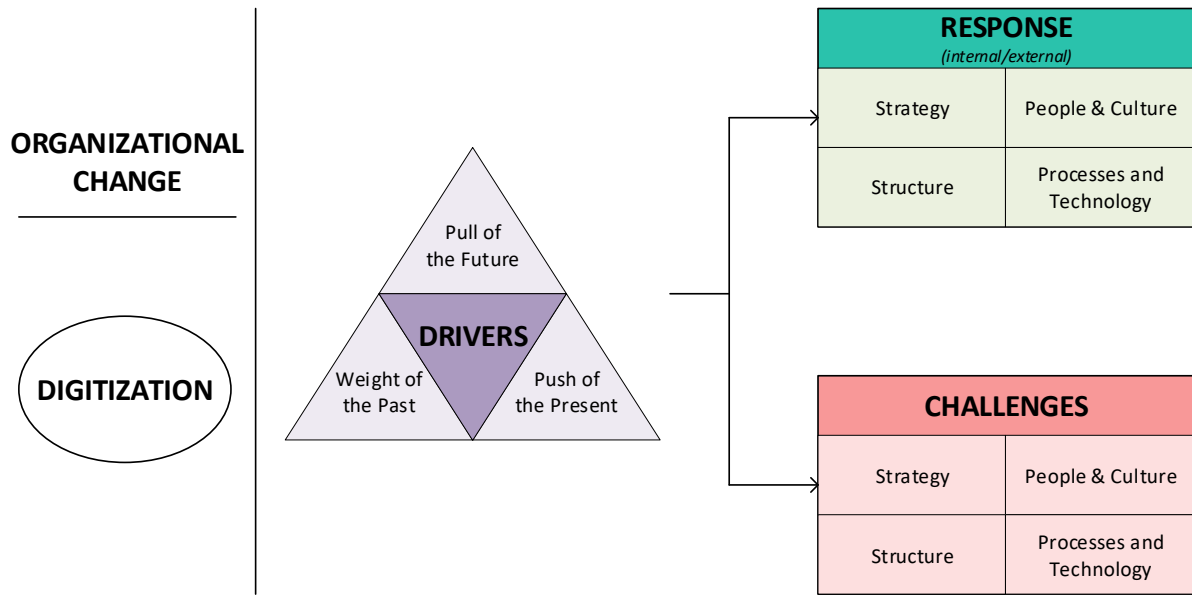 ORGANIZATIONAL
CHANGE
DIGITIZATION
Pull of
the Future
DRIVERS
Weight of
the Past
Push of
the Present
RESPONSE
(internal/external)
Strategy
People & Culture
Structure
Processes and
Technology
CHALLENGES
Strategy
People & Culture
Structure
Processes and
Technology